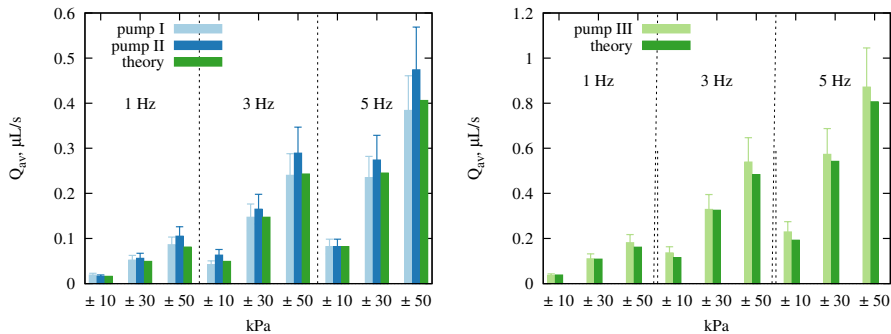 Q_av, μL/s
0.6
0.5
0.4
0.3
0.2
0.1
0
pump I
pump II
theory
1 Hz
3 Hz
5 Hz
± 10 ± 30 ± 50 ± 10 ± 30 ± 50 ± 10 ± 30 ± 50
kPa
Q_av, μL/s
1.2
1
0.8
0.6
0.4
0.2
0
pump III
theory
1 Hz
3 Hz
5 Hz
± 10 ± 30 ± 50 ± 10 ± 30 ± 50 ± 10 ± 30 ± 50
kPa